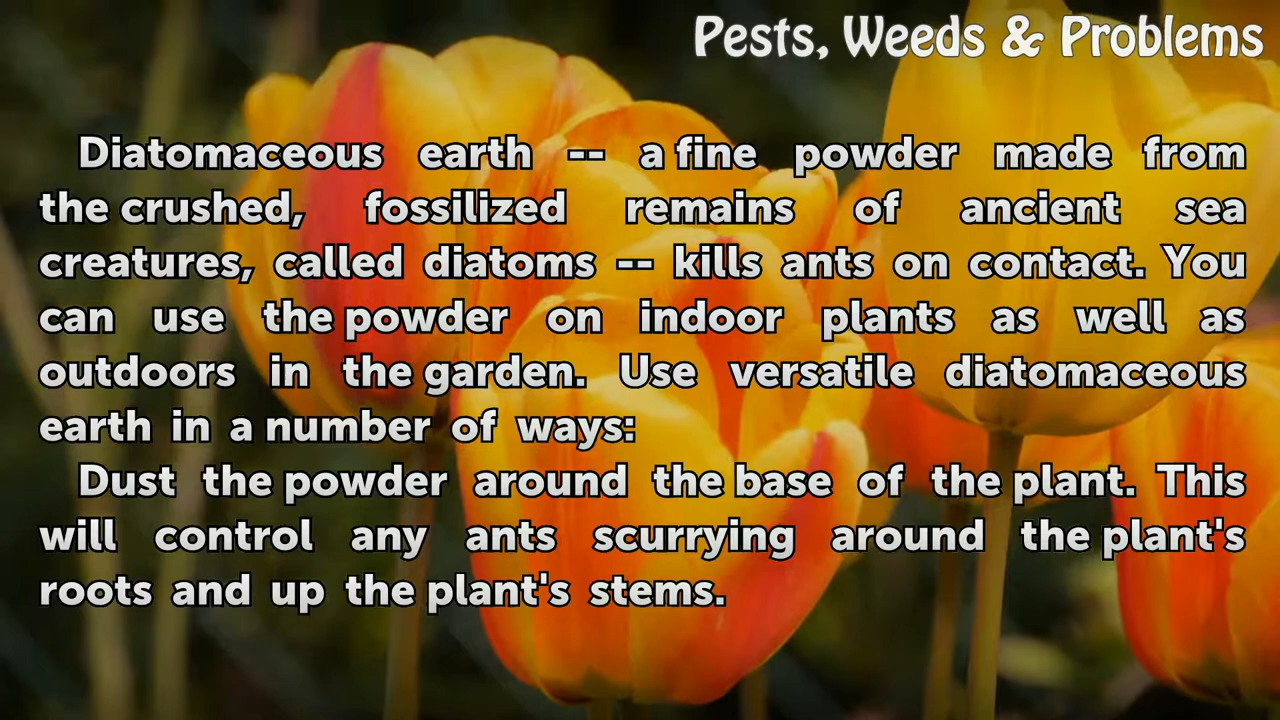 Pests, Weeds & Problems
Diatomaceous earth -- a fine powder made from
the crushed, fossilized remains of ancient sea
creatures, called diatoms -- kills ants on contact. You
can use the powder on indoor plants as well as
outdoors in the garden. Use versatile diatomaceous
earth in a number of ways:
Dust the powder around the base of the plant. This
will control any ants scurrying around the plant's
roots and up the plant's stems.